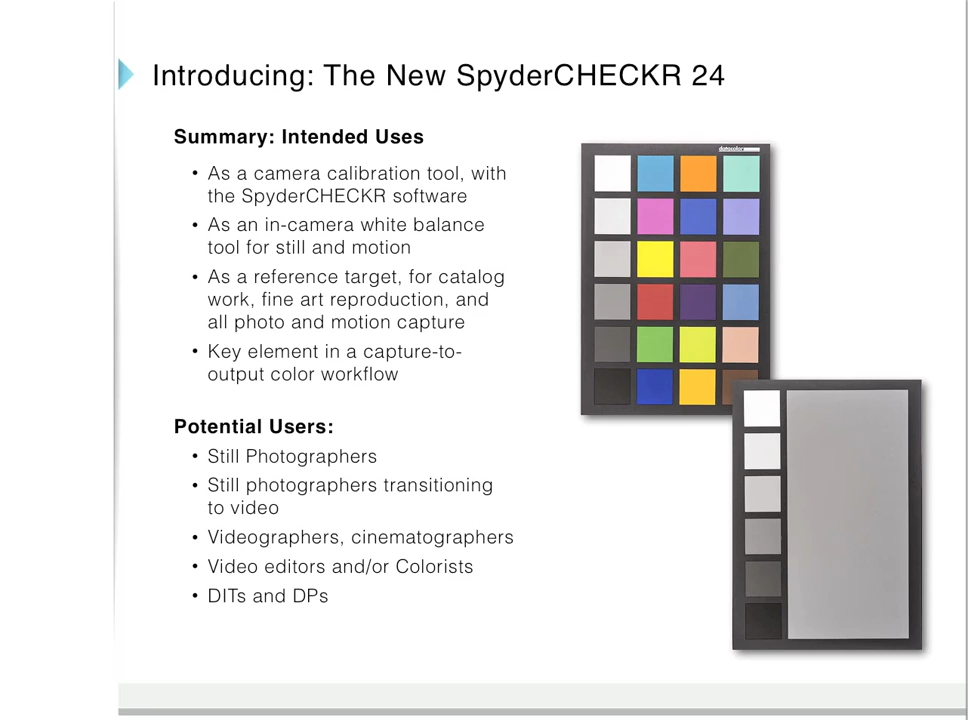 Introducing: The New SpyderCHECKR 24
Summary: Intended Uses
• As a camera calibration tool, with
the SpyderCHECKR software
• As an in-camera white balance
tool for still and motion
• As a reference target, for catalog
work, fine art reproduction, and
all photo and motion capture
• Key element in a capture-to-
output color workflow
Potential Users:
• Still Photographers
• Still photographers transitioning
to video
• Videographers, cinematographers
• Video editors and/or Colorists
• DITs and DPs
datacolor